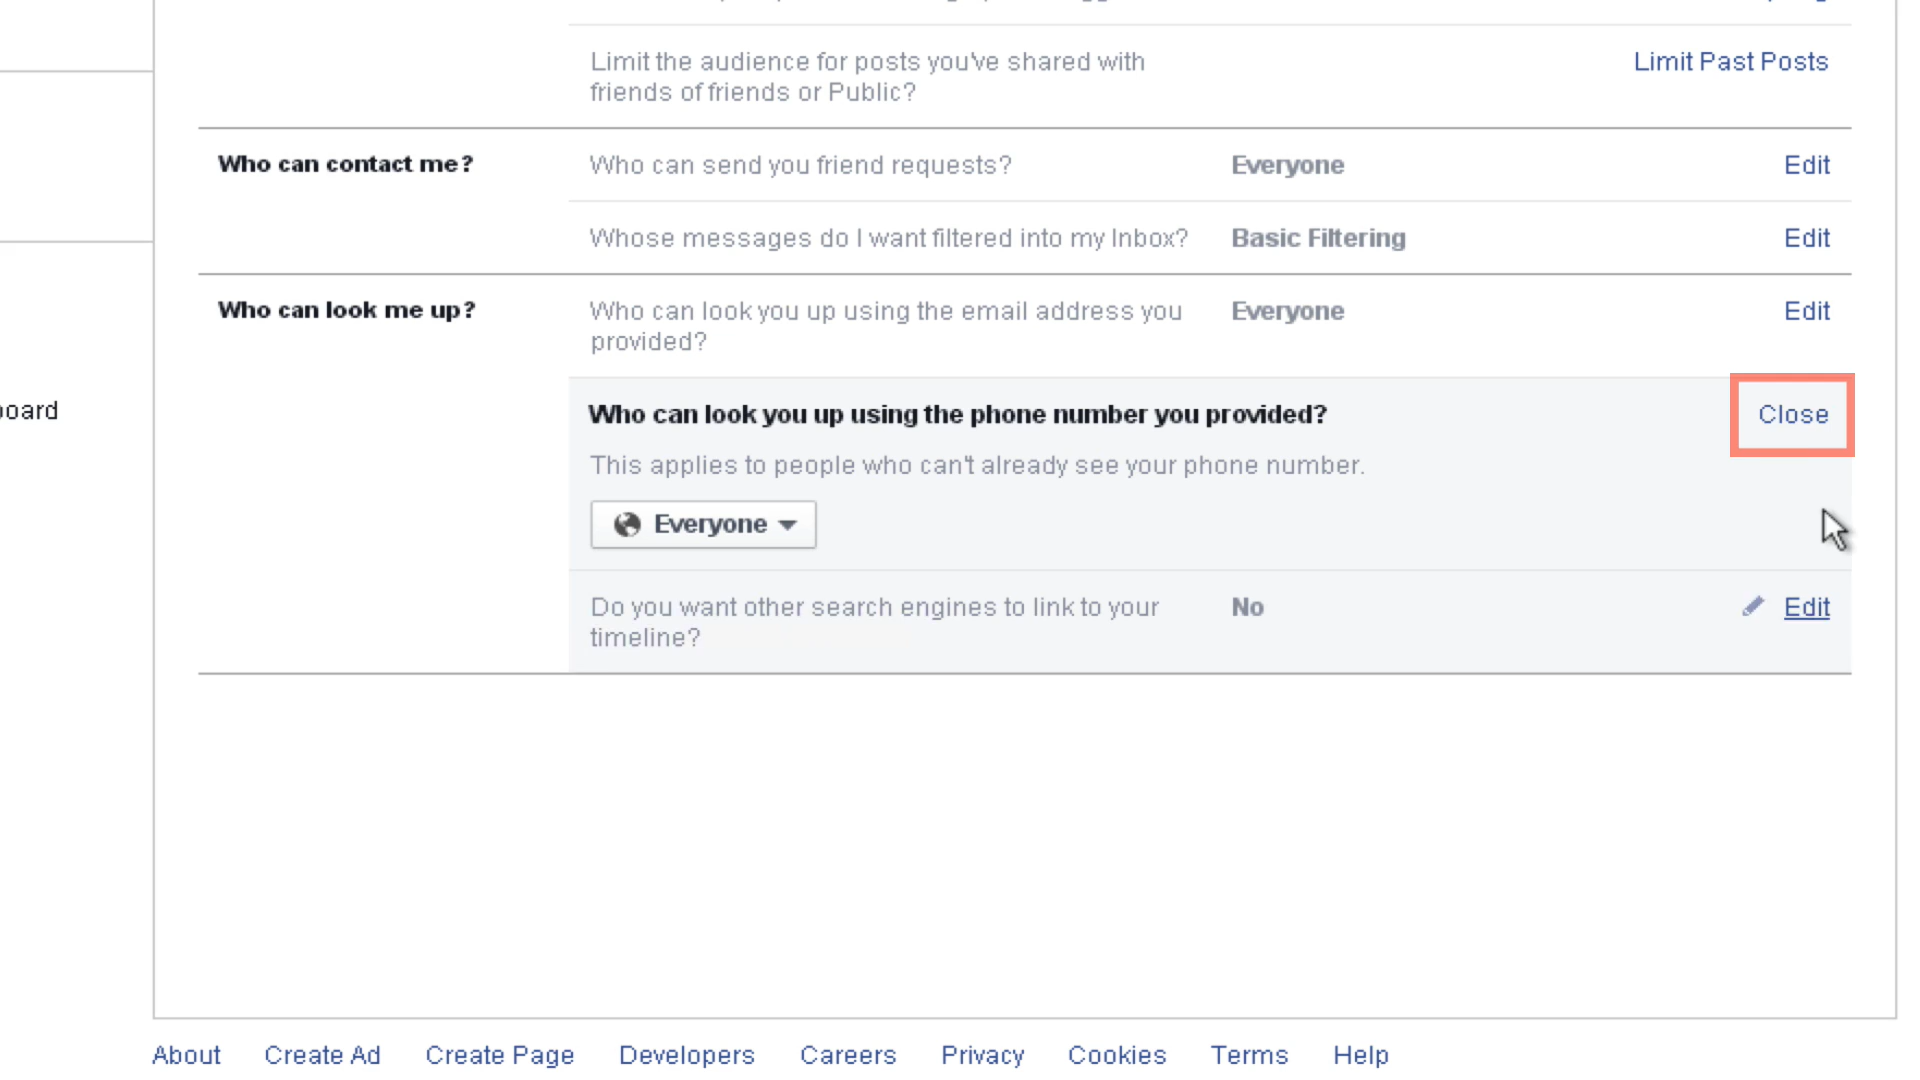 Limit the audience for posts you've shared with
friends of friends or Public?
Limit Past Posts
Who can contact me?
Who can send you friend requests?
Everyone
Edit
Whose messages do I want filtered into my Inbox?
Basic Filtering
Edit
Who can look me up?
Who can look you up using the email address you
provided?
Everyone
Edit
Who can look you up using the phone number you provided?
Close
This applies to people who can't already see your phone number.
Everyone
Do you want other search engines to link to your
timeline?
No
Edit
oard
About Create Ad Create Page Developers Careers Privacy Cookies Terms Help